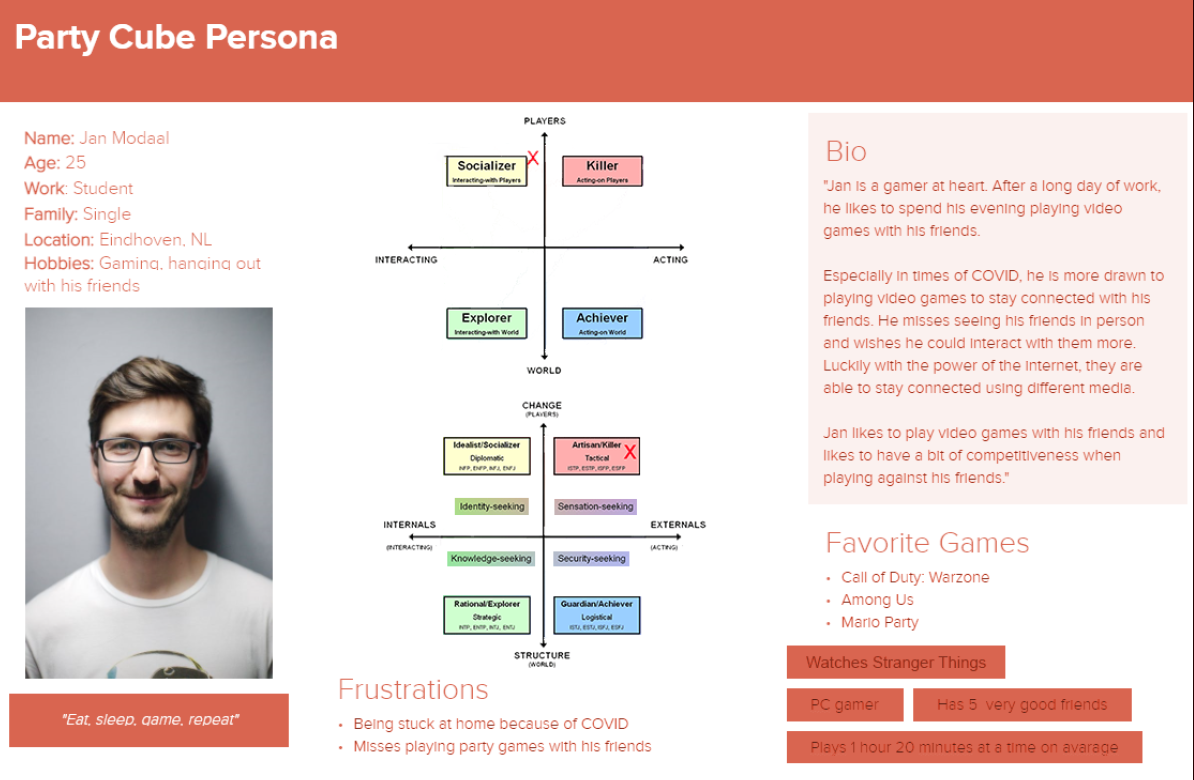 Party Cube Persona
Name: Jan Modaal
Age: 25
Work: Student
Family: Single
Location: Eindhoven, NL
Hobbies: Gaming, hanging out
with his friends
"Eat, sleep, game, repeat"
PLAYERS
Socializer
Interacting-with Players
X
Killer
Acting-on Players
INTERACTING
ACTING
Explorer
Interacting-with World
Achiever
Acting-on World
WORLD
CHANGE
(PLAYERS)
Idealist/Socializer
Diplomatic
INFP, ENFP, INFJ, ENFJ
Artisan/Killer
Tactical
ISTP, ESTP, ISFP, ESFP
X
Identity-seeking
Sensation-seeking
INTERNALS
(INTERACTING)
EXTERNALS
(ACTING)
Knowledge-seeking
Security-seeking
Rational/Explorer
Strategic
INTP, ENTP, INTJ, ENTJ
Guardian/Achiever
Logistical
ISTJ, ESTJ, ISFJ, ESFJ
STRUCTURE
(WORLD)
Frustrations
• Being stuck at home because of COVID
• Misses playing party games with his friends
Bio
"Jan is a gamer at heart. After a long day of work,
he likes to spend his evening playing video
games with his friends.
Especially in times of COVID, he is more drawn to
playing video games to stay connected with his
friends. He misses seeing his friends in person
and wishes he could interact with them more.
Luckily with the power of the internet, they are
able to stay connected using different media.
Jan likes to play video games with his friends and
likes to have a bit of competitiveness when
playing against his friends."
Favorite Games
• Call of Duty: Warzone
• Among Us
• Mario Party
Watches Stranger Things
PC gamer
Has 5 very good friends
Plays 1 hour 20 minutes at a time on avarage